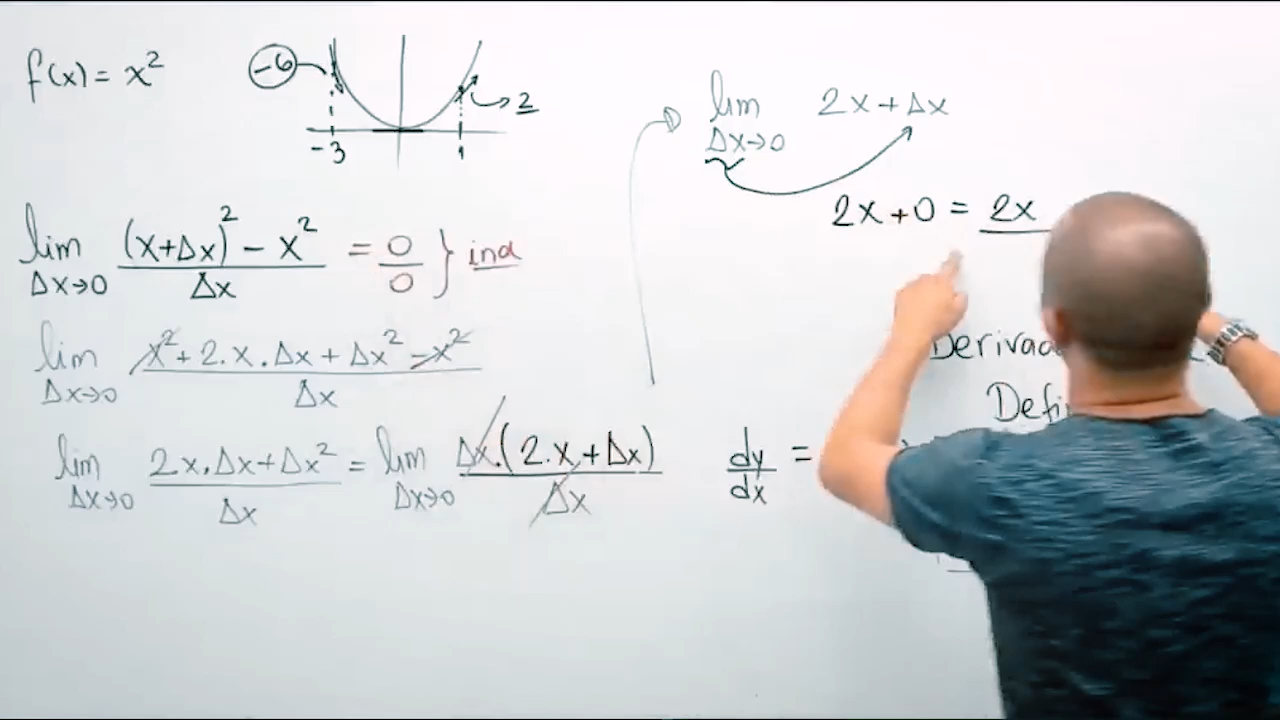 f(x) = x²
-6
2
-3
1
lim Δx→0 (x+Δx)² - x² / Δx = 0/0 } ind
lim Δx→0 x² + 2.x.Δx + Δx² - x² / Δx
lim Δx→0 2x.Δx+Δx² / Δx = lim Δx→0 Δx.(2.x+Δx) / Δx
lim Δx→0 2x+Δx
2x+0 = 2x
dy/dx =